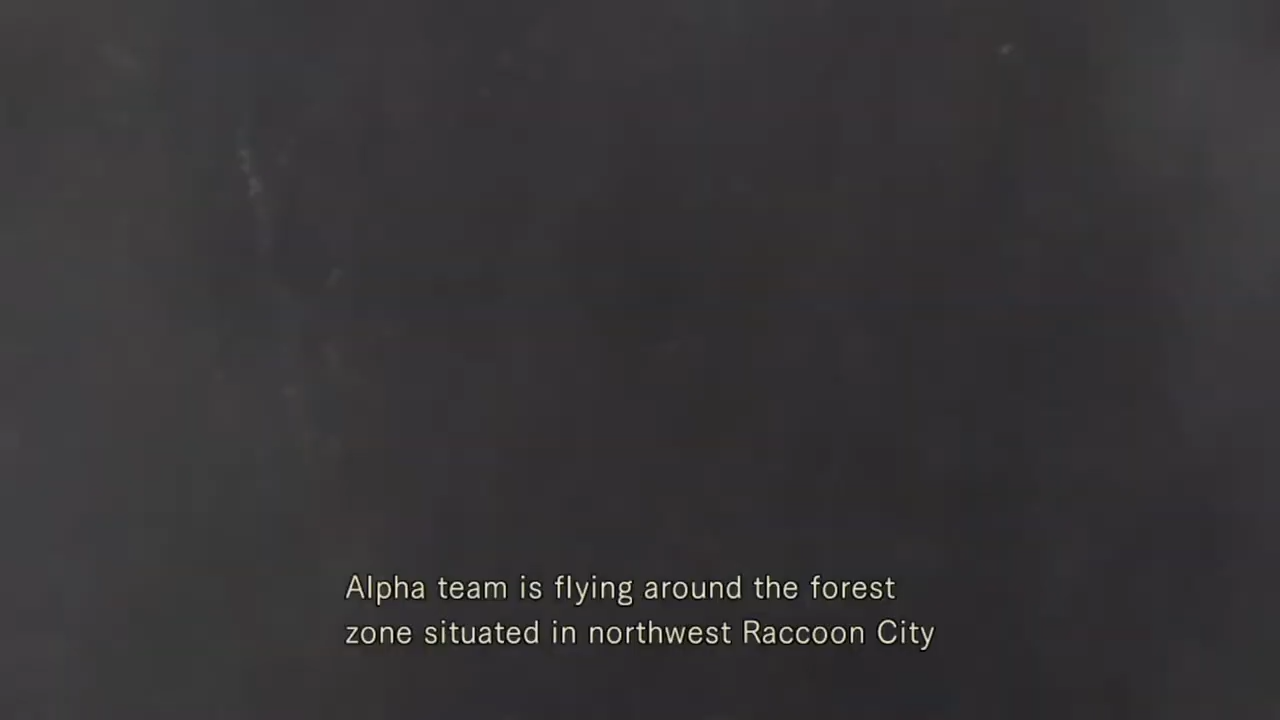 Alpha team is flying around the forest
zone situated in northwest Raccoon City